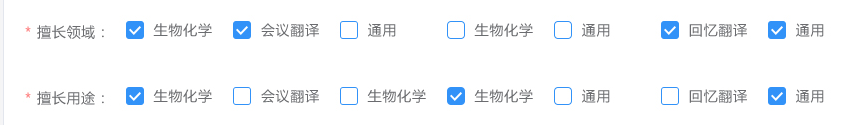 * 擅长领域： 生物化学 会议翻译 通用 生物化学 通用 回忆翻译 通用
* 擅长用途： 生物化学 会议翻译 生物化学 生物化学 通用 回忆翻译 通用